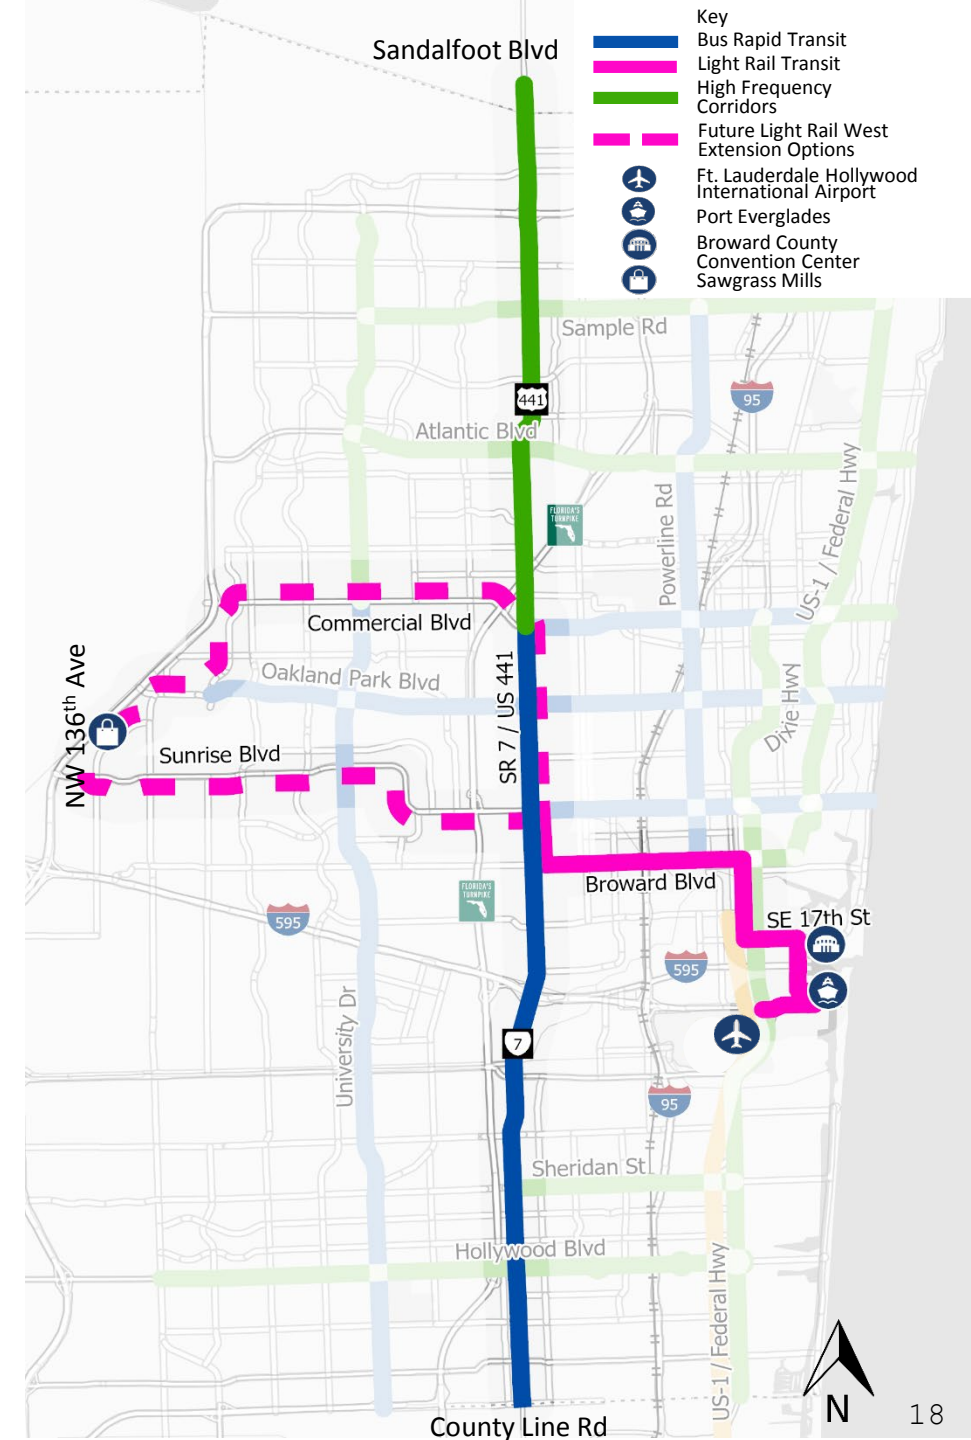 Key
Bus Rapid Transit
Light Rail Transit
High Frequency
Corridors
Future Light Rail West
Extension Options
Ft. Lauderdale Hollywood
International Airport
Port Everglades
Broward County
Convention Center
Sawgrass Mills
Sandalfoot Blvd
Sample Rd
441
95
Atlantic Blvd
US-1 / Federal Hwy
FLORIDA'S
TURNPIKE
Powerline Rd
Commercial Blvd
NW 136th Ave
Oakland Park Blvd
SR 7 / US 441
Dixie Hwy
Sunrise Blvd
Broward Blvd
FLORIDA'S
TURNPIKE
595
SE 17th St
595
University Dr
7
95
Sheridan St
Hollywood Blvd
US-1 / Federal Hwy
County Line Rd
N
18